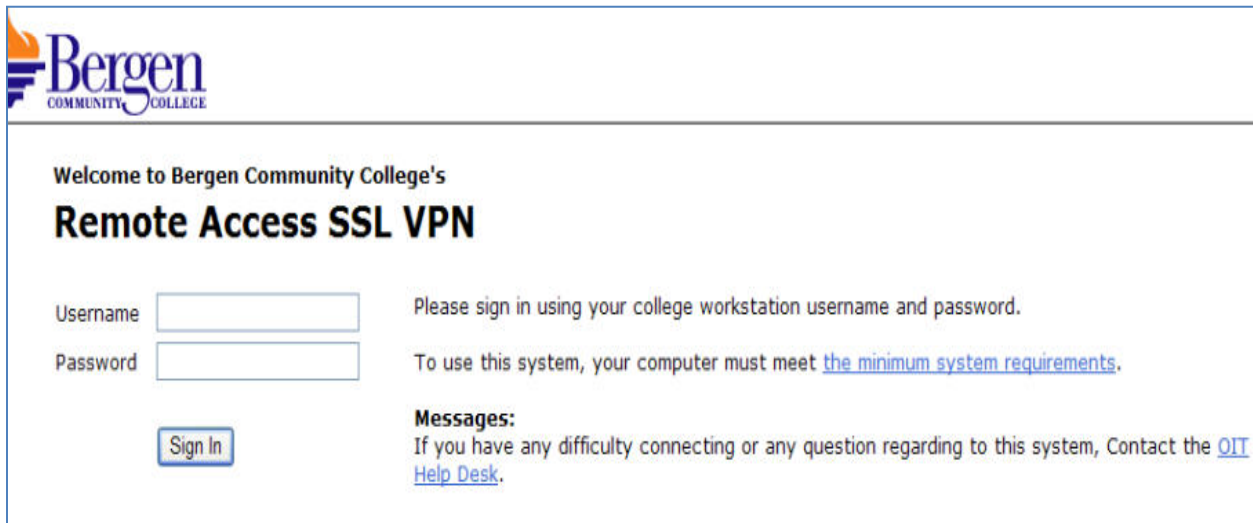 Bergen
COMMUNITY COLLEGE
Welcome to Bergen Community College's
Remote Access SSL VPN
Username
Password
Sign In
Please sign in using your college workstation username and password.
To use this system, your computer must meet the minimum system requirements.
Messages:
If you have any difficulty connecting or any question regarding to this system, Contact the OIT
Help Desk.